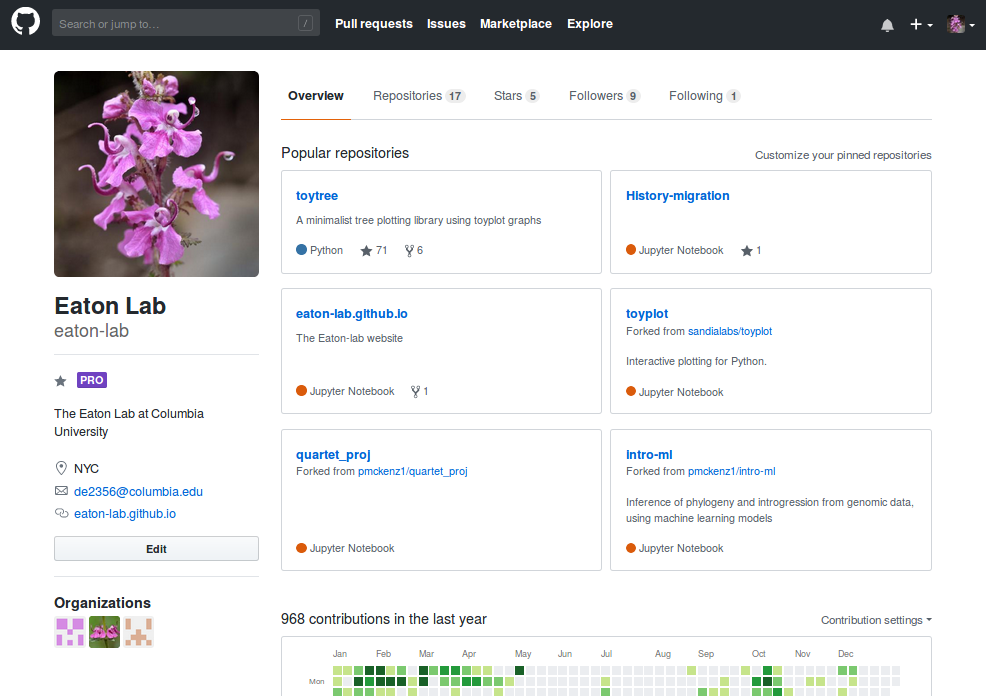 Search or jump to… /
Pull requests Issues Marketplace Explore
Overview Repositories 17 Stars 5 Followers 9 Following 1
Popular repositories
Customize your pinned repositories
toytree
A minimalist tree plotting library using toyplot graphs
Python 71 6
History-migration
Jupyter Notebook 1
eaton-lab.github.io
The Eaton-lab website
Jupyter Notebook 1
toyplot
Forked from sandialabs/toyplot
Interactive plotting for Python.
Jupyter Notebook
quartet_proj
Forked from pmckenz1/quartet_proj
Jupyter Notebook
intro-ml
Forked from pmckenz1/intro-ml
Inference of phylogeny and introgression from genomic data,
using machine learning models
Jupyter Notebook
Eaton Lab
eaton-lab
PRO
The Eaton Lab at Columbia
University
NYC
de2356@columbia.edu
eaton-lab.github.io
Edit
Organizations
968 contributions in the last year
Contribution settings
Jan Feb Mar Apr May Jun Jul Aug Sep Oct Nov Dec
Mon